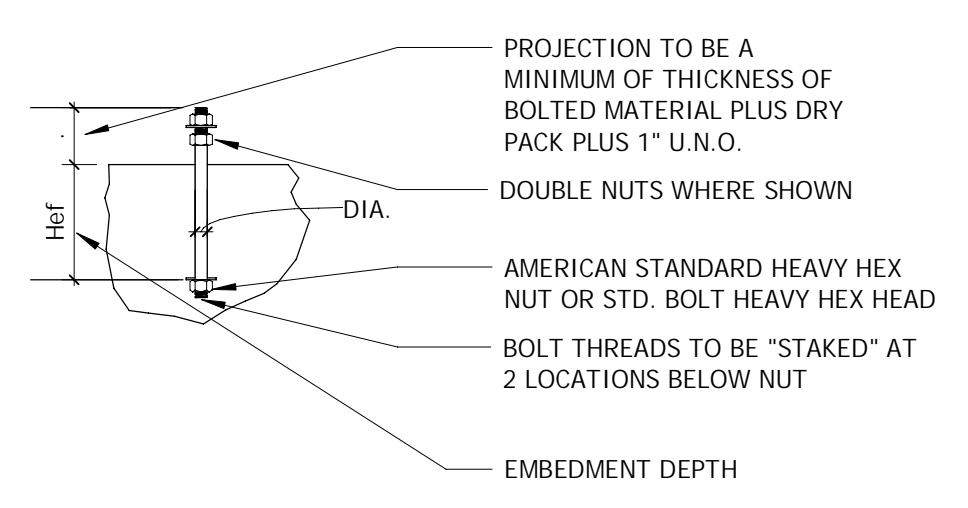 PROJECTION TO BE A
MINIMUM OF THICKNESS OF
BOLTED MATERIAL PLUS DRY
PACK PLUS 1" U.N.O.
DOUBLE NUTS WHERE SHOWN
Hef
DIA.
AMERICAN STANDARD HEAVY HEX
NUT OR STD. BOLT HEAVY HEX HEAD
BOLT THREADS TO BE "STAKED" AT
2 LOCATIONS BELOW NUT
EMBEDMENT DEPTH